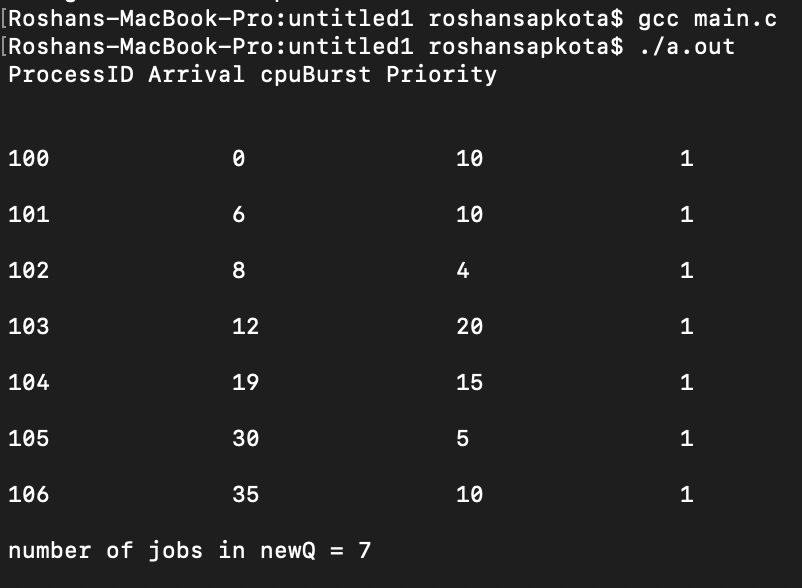 [Roshans-MacBook-Pro:untitled1 roshansapkota$ gcc main.c
[Roshans-MacBook-Pro:untitled1 roshansapkota$ ./a.out
ProcessID Arrival cpuBurst Priority
100 0 10 1
101 6 10 1
102 8 4 1
103 12 20 1
104 19 15 1
105 30 5 1
106 35 10 1
number of jobs in newQ = 7